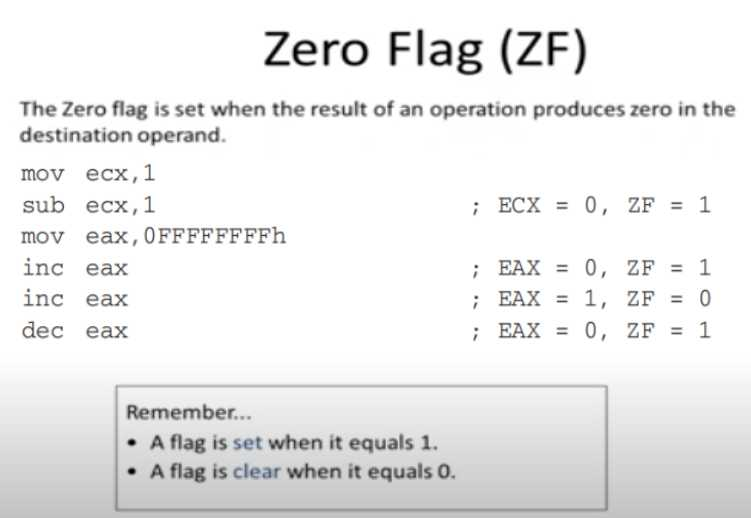 Zero Flag (ZF)
The Zero flag is set when the result of an operation produces zero in the
destination operand.
mov ecx,1
sub ecx,1 ; ECX = 0, ZF = 1
mov eax,0FFFFFFFFh
inc eax ; EAX = 0, ZF = 1
inc eax ; EAX = 1, ZF = 0
dec eax ; EAX = 0, ZF = 1
Remember...
• A flag is set when it equals 1.
• A flag is clear when it equals 0.